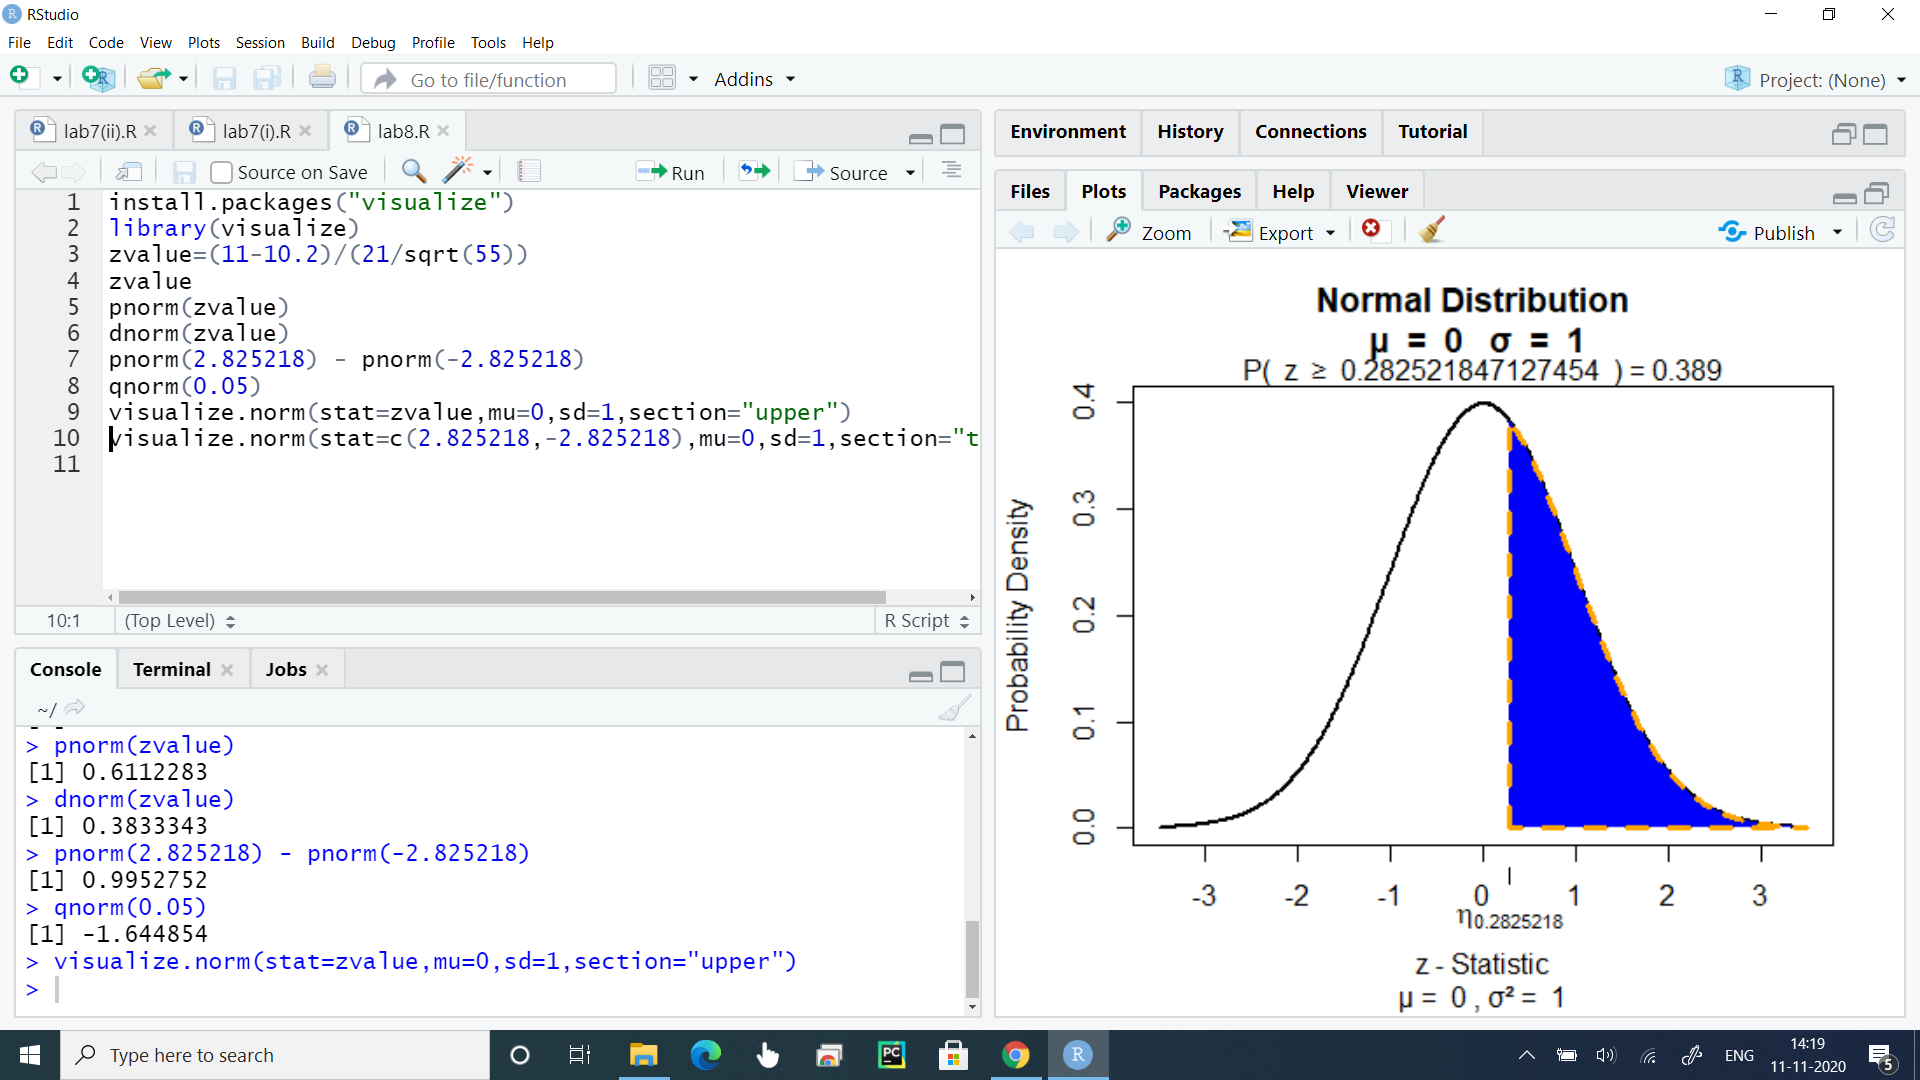 RStudio
File Edit Code View Plots Session Build Debug Profile Tools Help
Go to file/function Addins Project: (None)
lab7(ii).R lab7(i).R lab8.R
Source on Save Run Source
1 install.packages("visualize")
2 library(visualize)
3 zvalue=(11-10.2)/(21/sqrt(55))
4 zvalue
5 pnorm(zvalue)
6 dnorm(zvalue)
7 pnorm(2.825218) - pnorm(-2.825218)
8 qnorm(0.05)
9 visualize.norm(stat=zvalue,mu=0,sd=1,section="upper")
10 visualize.norm(stat=c(2.825218,-2.825218),mu=0,sd=1,section="t
11
10:1 (Top Level) R Script
Console Terminal Jobs
~/
> pnorm(zvalue)
[1] 0.6112283
> dnorm(zvalue)
[1] 0.3833343
> pnorm(2.825218) - pnorm(-2.825218)
[1] 0.9952752
> qnorm(0.05)
[1] -1.644854
> visualize.norm(stat=zvalue,mu=0,sd=1,section="upper")
>
Environment History Connections Tutorial
Files Plots Packages Help Viewer
Zoom Export Publish
Normal Distribution
μ = 0 σ = 1
P( z ≥ 0.282521847127454 ) = 0.389
Probability Density
0.4
0.3
0.2
0.1
0.0
-3 -2 -1 0 1 2 3
η0.2825218
z - Statistic
μ = 0 , σ² = 1
Type here to search
PC
R
ENG
14:19
11-11-2020
5